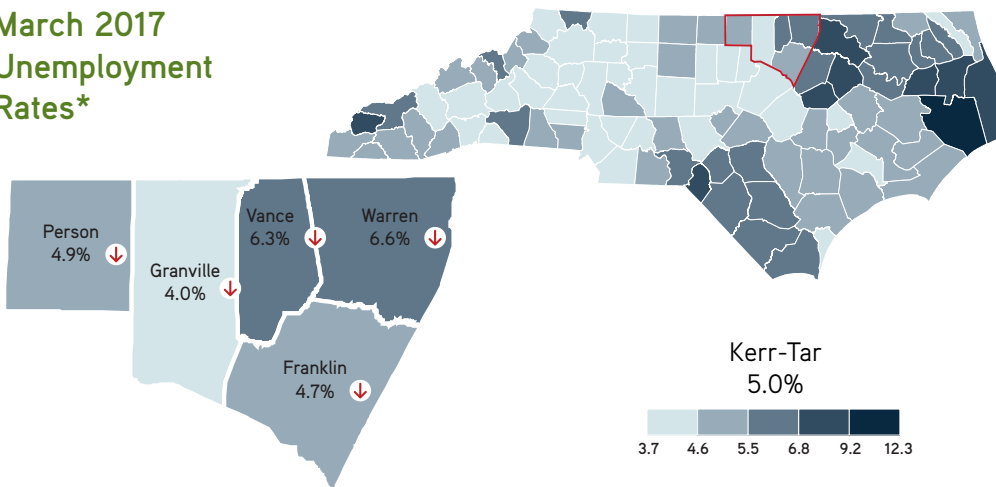 March 2017
Unemployment
Rates*
Person
4.9%
Granville
4.0%
Vance
6.3%
Warren
6.6%
Franklin
4.7%
Kerr-Tar
5.0%
3.7 4.6 5.5 6.8 9.2 12.3